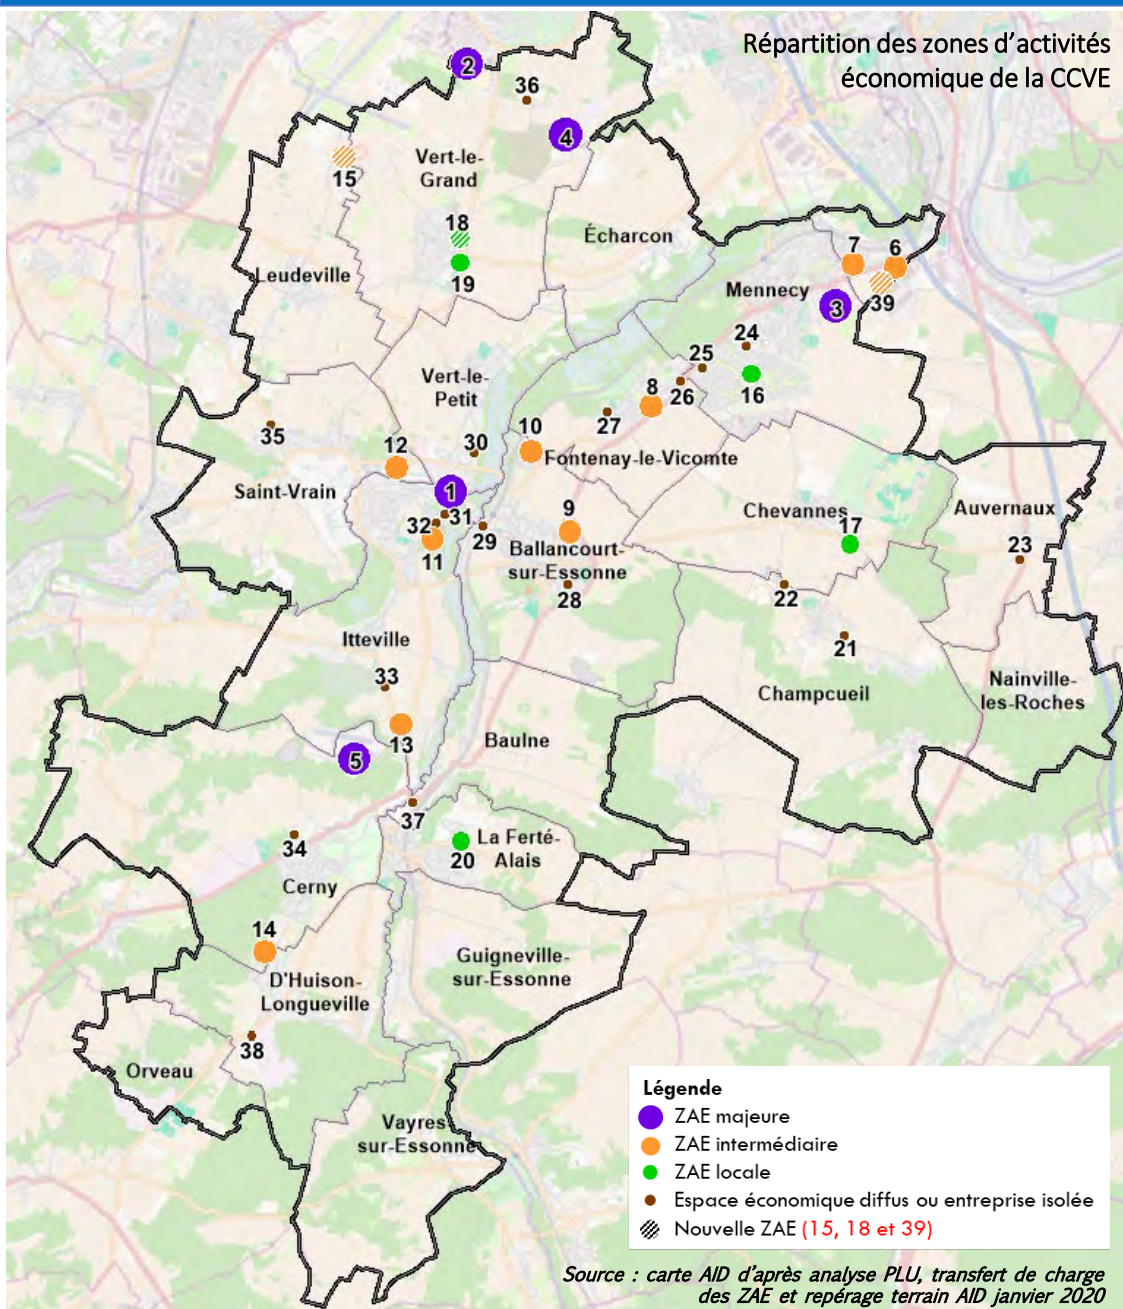 Répartition des zones d'activités
économique de la CCVE
2
36
4
15
Vert-le-
Grand
18
19
Écharcon
Leudeville
7
6
39
Mennecy
3
24
25
26
16
8
Vert-le-
Petit
27
35
12
30
10
Fontenay-le-Vicomte
Saint-Vrain
1
31
32
11
29
9
Ballancourt-
sur-Essonne
28
Chevannes
17
Auvernaux
23
22
21
Itteville
33
Champcueil
Nainville-
les-Roches
13
5
Baulne
37
34
20
La Ferté-
Alais
Cerny
14
Guigneville-
sur-Essonne
D'Huison-
Longueville
38
Orveau
Vayres-
sur-Essonne
Légende
ZAE majeure
ZAE intermédiaire
ZAE locale
Espace économique diffus ou entreprise isolée
Nouvelle ZAE (15, 18 et 39)
Source : carte AID d'après analyse PLU, transfert de charge
des ZAE et repérage terrain AID janvier 2020